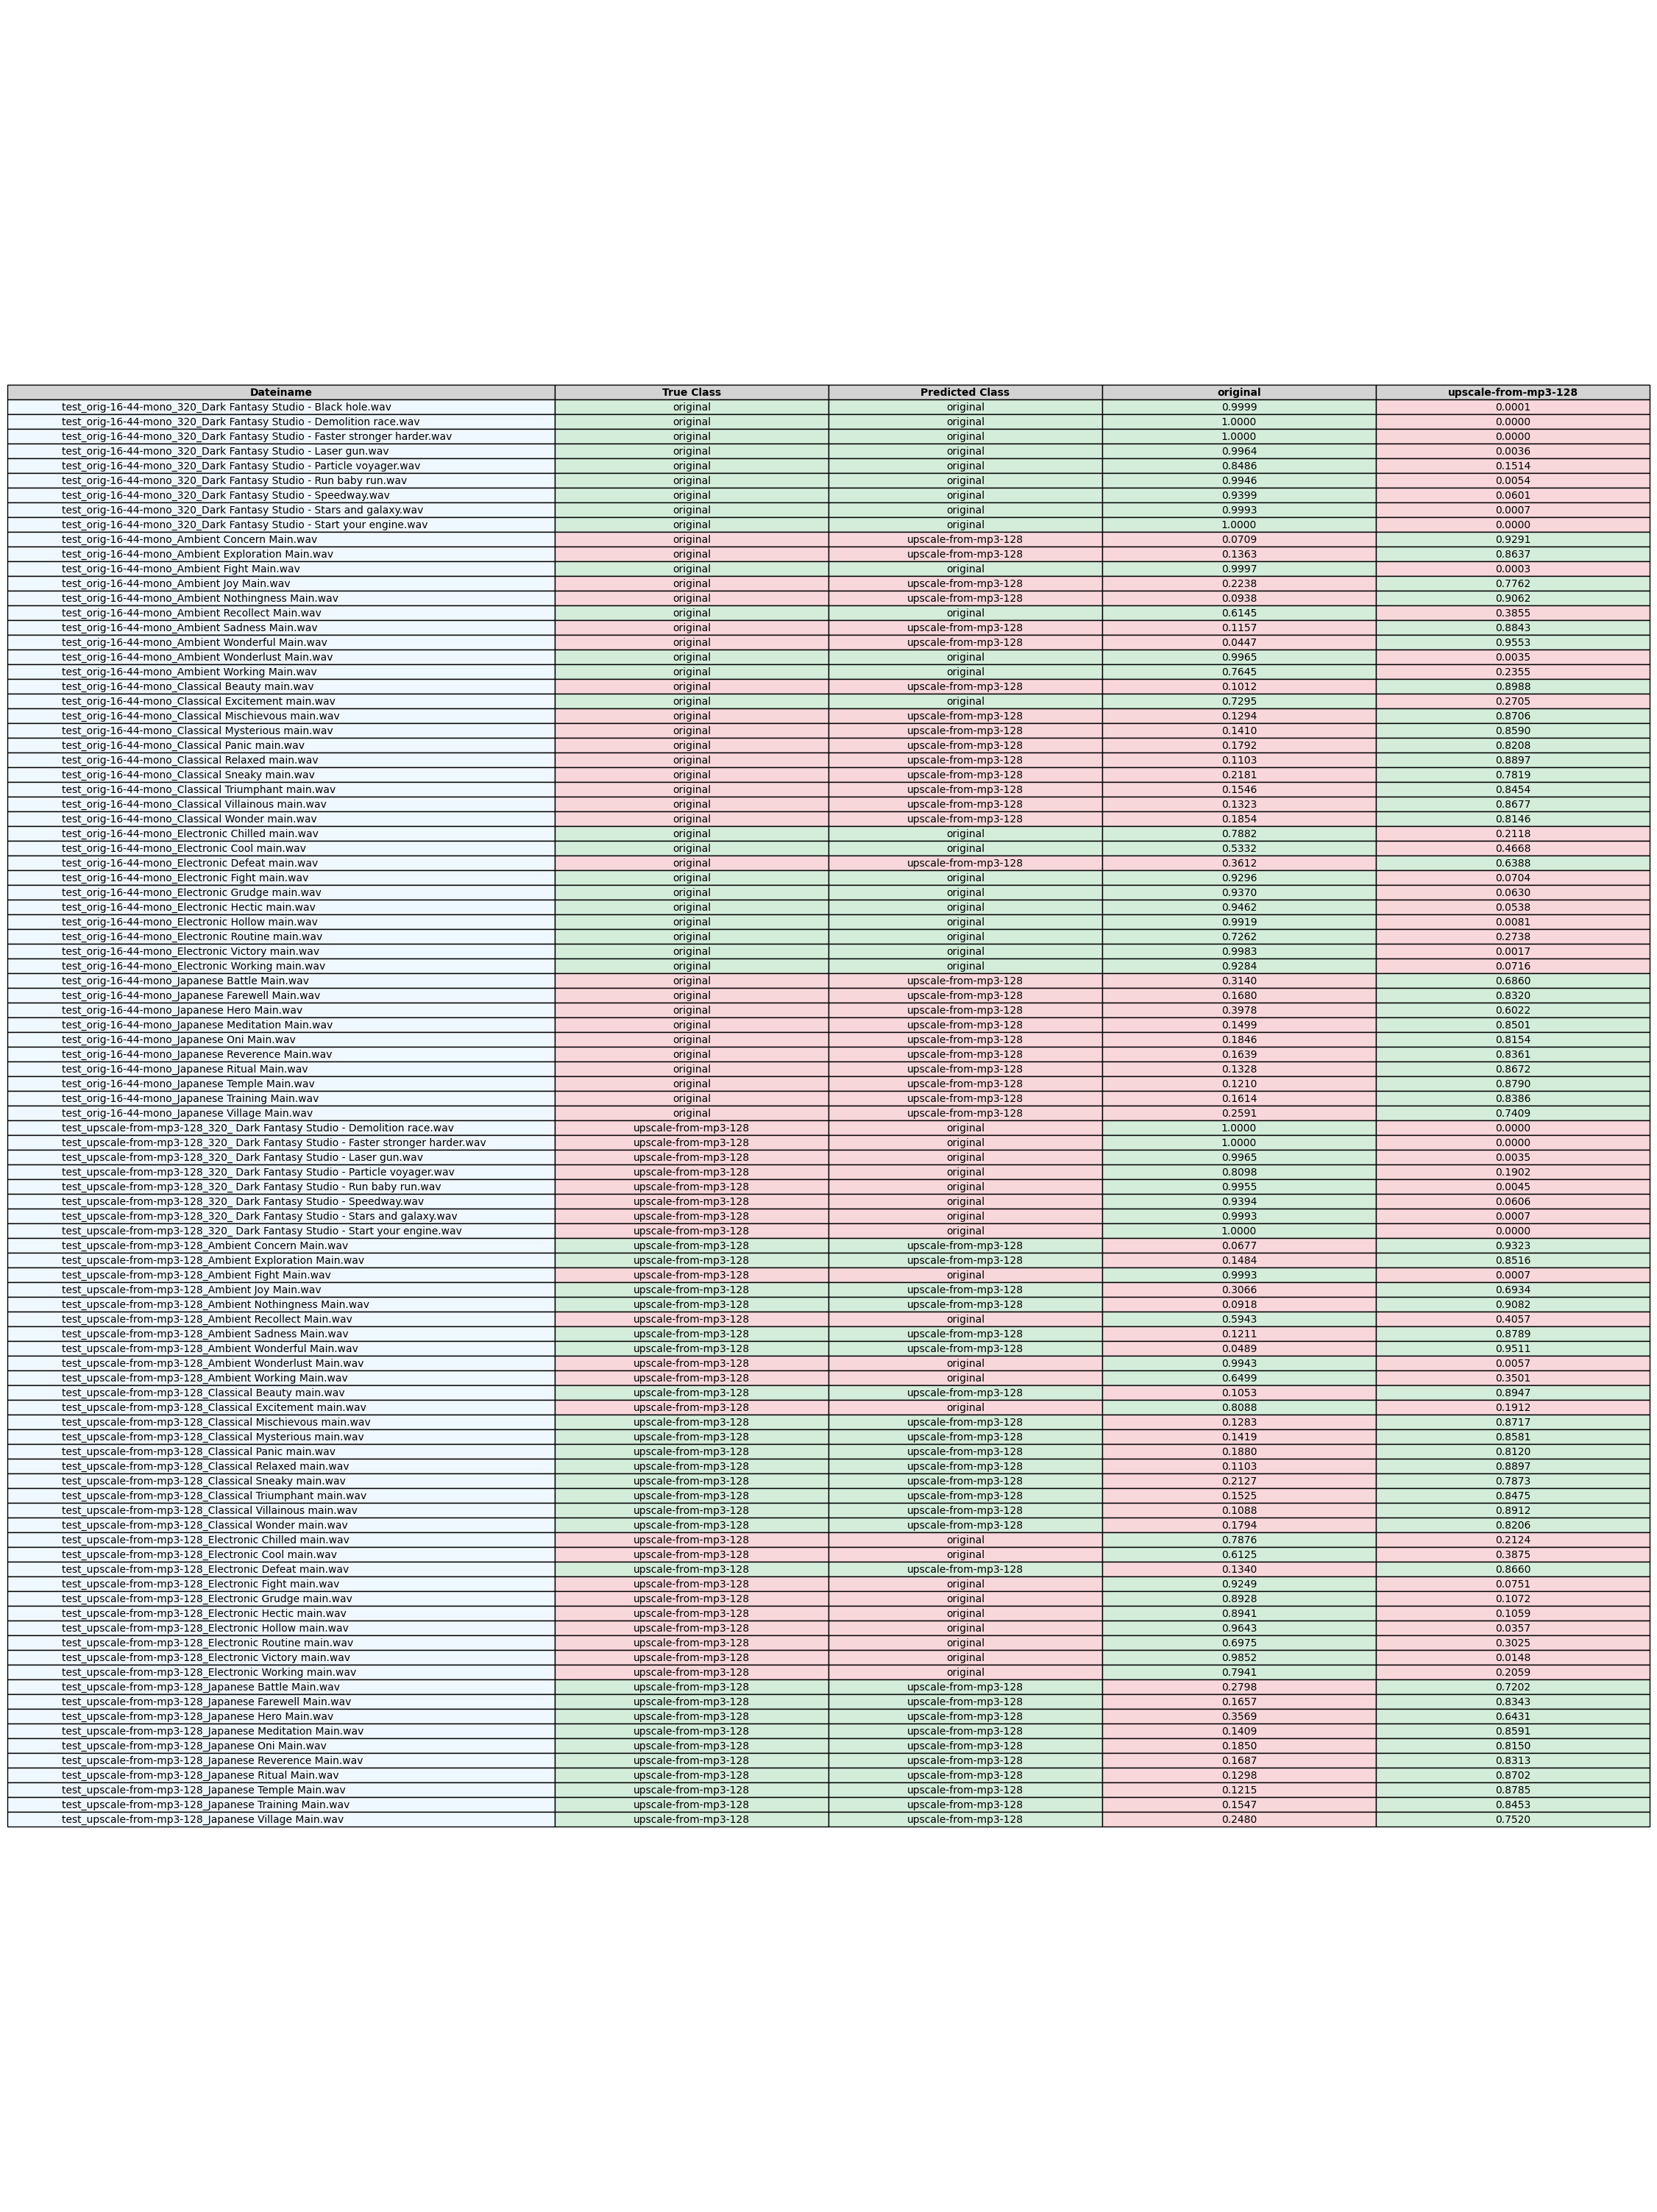 Dateiname True Class Predicted Class original upscale-from-mp3-128
test_orig-16-44-mono_320_Dark Fantasy Studio - Black hole.wav original original 0.9999 0.0001
test_orig-16-44-mono_320_Dark Fantasy Studio - Demolition race.wav original original 1.0000 0.0000
test_orig-16-44-mono_320_Dark Fantasy Studio - Faster stronger harder.wav original original 1.0000 0.0000
test_orig-16-44-mono_320_Dark Fantasy Studio - Laser gun.wav original original 0.9964 0.0036
test_orig-16-44-mono_320_Dark Fantasy Studio - Particle voyager.wav original original 0.8486 0.1514
test_orig-16-44-mono_320_Dark Fantasy Studio - Run baby run.wav original original 0.9946 0.0054
test_orig-16-44-mono_320_Dark Fantasy Studio - Speedway.wav original original 0.9399 0.0601
test_orig-16-44-mono_320_Dark Fantasy Studio - Stars and galaxy.wav original original 0.9993 0.0007
test_orig-16-44-mono_320_Dark Fantasy Studio - Start your engine.wav original original 1.0000 0.0000
test_orig-16-44-mono_Ambient Concern Main.wav original upscale-from-mp3-128 0.0709 0.9291
test_orig-16-44-mono_Ambient Exploration Main.wav original upscale-from-mp3-128 0.1363 0.8637
test_orig-16-44-mono_Ambient Fight Main.wav original original 0.9997 0.0003
test_orig-16-44-mono_Ambient Joy Main.wav original upscale-from-mp3-128 0.2238 0.7762
test_orig-16-44-mono_Ambient Nothingness Main.wav original upscale-from-mp3-128 0.0938 0.9062
test_orig-16-44-mono_Ambient Recollect Main.wav original original 0.6145 0.3855
test_orig-16-44-mono_Ambient Sadness Main.wav original upscale-from-mp3-128 0.1157 0.8843
test_orig-16-44-mono_Ambient Wonderful Main.wav original upscale-from-mp3-128 0.0447 0.9553
test_orig-16-44-mono_Ambient Wonderlust Main.wav original original 0.9965 0.0035
test_orig-16-44-mono_Ambient Working Main.wav original original 0.7645 0.2355
test_orig-16-44-mono_Classical Beauty main.wav original upscale-from-mp3-128 0.1012 0.8988
test_orig-16-44-mono_Classical Excitement main.wav original original 0.7295 0.2705
test_orig-16-44-mono_Classical Mischievous main.wav original upscale-from-mp3-128 0.1294 0.8706
test_orig-16-44-mono_Classical Mysterious main.wav original upscale-from-mp3-128 0.1410 0.8590
test_orig-16-44-mono_Classical Panic main.wav original upscale-from-mp3-128 0.1792 0.8208
test_orig-16-44-mono_Classical Relaxed main.wav original upscale-from-mp3-128 0.1103 0.8897
test_orig-16-44-mono_Classical Sneaky main.wav original upscale-from-mp3-128 0.2181 0.7819
test_orig-16-44-mono_Classical Triumphant main.wav original upscale-from-mp3-128 0.1546 0.8454
test_orig-16-44-mono_Classical Villainous main.wav original upscale-from-mp3-128 0.1323 0.8677
test_orig-16-44-mono_Classical Wonder main.wav original upscale-from-mp3-128 0.1854 0.8146
test_orig-16-44-mono_Electronic Chilled main.wav original original 0.7882 0.2118
test_orig-16-44-mono_Electronic Cool main.wav original original 0.5332 0.4668
test_orig-16-44-mono_Electronic Defeat main.wav original upscale-from-mp3-128 0.3612 0.6388
test_orig-16-44-mono_Electronic Fight main.wav original original 0.9296 0.0704
test_orig-16-44-mono_Electronic Grudge main.wav original original 0.9370 0.0630
test_orig-16-44-mono_Electronic Hectic main.wav original original 0.9462 0.0538
test_orig-16-44-mono_Electronic Hollow main.wav original original 0.9919 0.0081
test_orig-16-44-mono_Electronic Routine main.wav original original 0.7262 0.2738
test_orig-16-44-mono_Electronic Victory main.wav original original 0.9983 0.0017
test_orig-16-44-mono_Electronic Working main.wav original original 0.9284 0.0716
test_orig-16-44-mono_Japanese Battle Main.wav original upscale-from-mp3-128 0.3140 0.6860
test_orig-16-44-mono_Japanese Farewell Main.wav original upscale-from-mp3-128 0.1680 0.8320
test_orig-16-44-mono_Japanese Hero Main.wav original upscale-from-mp3-128 0.3978 0.6022
test_orig-16-44-mono_Japanese Meditation Main.wav original upscale-from-mp3-128 0.1499 0.8501
test_orig-16-44-mono_Japanese Oni Main.wav original upscale-from-mp3-128 0.1846 0.8154
test_orig-16-44-mono_Japanese Reverence Main.wav original upscale-from-mp3-128 0.1639 0.8361
test_orig-16-44-mono_Japanese Ritual Main.wav original upscale-from-mp3-128 0.1328 0.8672
test_orig-16-44-mono_Japanese Temple Main.wav original upscale-from-mp3-128 0.1210 0.8790
test_orig-16-44-mono_Japanese Training Main.wav original upscale-from-mp3-128 0.1614 0.8386
test_orig-16-44-mono_Japanese Village Main.wav original upscale-from-mp3-128 0.2591 0.7409
test_upscale-from-mp3-128_320_ Dark Fantasy Studio - Demolition race.wav upscale-from-mp3-128 original 1.0000 0.0000
test_upscale-from-mp3-128_320_ Dark Fantasy Studio - Faster stronger harder.wav upscale-from-mp3-128 original 1.0000 0.0000
test_upscale-from-mp3-128_320_ Dark Fantasy Studio - Laser gun.wav upscale-from-mp3-128 original 0.9965 0.0035
test_upscale-from-mp3-128_320_ Dark Fantasy Studio - Particle voyager.wav upscale-from-mp3-128 original 0.8098 0.1902
test_upscale-from-mp3-128_320_ Dark Fantasy Studio - Run baby run.wav upscale-from-mp3-128 original 0.9955 0.0045
test_upscale-from-mp3-128_320_ Dark Fantasy Studio - Speedway.wav upscale-from-mp3-128 original 0.9394 0.0606
test_upscale-from-mp3-128_320_ Dark Fantasy Studio - Stars and galaxy.wav upscale-from-mp3-128 original 0.9993 0.0007
test_upscale-from-mp3-128_320_ Dark Fantasy Studio - Start your engine.wav upscale-from-mp3-128 original 1.0000 0.0000
test_upscale-from-mp3-128_Ambient Concern Main.wav upscale-from-mp3-128 upscale-from-mp3-128 0.0677 0.9323
test_upscale-from-mp3-128_Ambient Exploration Main.wav upscale-from-mp3-128 upscale-from-mp3-128 0.1484 0.8516
test_upscale-from-mp3-128_Ambient Fight Main.wav upscale-from-mp3-128 original 0.9993 0.0007
test_upscale-from-mp3-128_Ambient Joy Main.wav upscale-from-mp3-128 upscale-from-mp3-128 0.3066 0.6934
test_upscale-from-mp3-128_Ambient Nothingness Main.wav upscale-from-mp3-128 upscale-from-mp3-128 0.0918 0.9082
test_upscale-from-mp3-128_Ambient Recollect Main.wav upscale-from-mp3-128 original 0.5943 0.4057
test_upscale-from-mp3-128_Ambient Sadness Main.wav upscale-from-mp3-128 upscale-from-mp3-128 0.1211 0.8789
test_upscale-from-mp3-128_Ambient Wonderful Main.wav upscale-from-mp3-128 upscale-from-mp3-128 0.0489 0.9511
test_upscale-from-mp3-128_Ambient Wonderlust Main.wav upscale-from-mp3-128 original 0.9943 0.0057
test_upscale-from-mp3-128_Ambient Working Main.wav upscale-from-mp3-128 original 0.6499 0.3501
test_upscale-from-mp3-128_Classical Beauty main.wav upscale-from-mp3-128 upscale-from-mp3-128 0.1053 0.8947
test_upscale-from-mp3-128_Classical Excitement main.wav upscale-from-mp3-128 original 0.8088 0.1912
test_upscale-from-mp3-128_Classical Mischievous main.wav upscale-from-mp3-128 upscale-from-mp3-128 0.1283 0.8717
test_upscale-from-mp3-128_Classical Mysterious main.wav upscale-from-mp3-128 upscale-from-mp3-128 0.1419 0.8581
test_upscale-from-mp3-128_Classical Panic main.wav upscale-from-mp3-128 upscale-from-mp3-128 0.1880 0.8120
test_upscale-from-mp3-128_Classical Relaxed main.wav upscale-from-mp3-128 upscale-from-mp3-128 0.1103 0.8897
test_upscale-from-mp3-128_Classical Sneaky main.wav upscale-from-mp3-128 upscale-from-mp3-128 0.2127 0.7873
test_upscale-from-mp3-128_Classical Triumphant main.wav upscale-from-mp3-128 upscale-from-mp3-128 0.1525 0.8475
test_upscale-from-mp3-128_Classical Villainous main.wav upscale-from-mp3-128 upscale-from-mp3-128 0.1088 0.8912
test_upscale-from-mp3-128_Classical Wonder main.wav upscale-from-mp3-128 upscale-from-mp3-128 0.1794 0.8206
test_upscale-from-mp3-128_Electronic Chilled main.wav upscale-from-mp3-128 original 0.7876 0.2124
test_upscale-from-mp3-128_Electronic Cool main.wav upscale-from-mp3-128 original 0.6125 0.3875
test_upscale-from-mp3-128_Electronic Defeat main.wav upscale-from-mp3-128 upscale-from-mp3-128 0.1340 0.8660
test_upscale-from-mp3-128_Electronic Fight main.wav upscale-from-mp3-128 original 0.9249 0.0751
test_upscale-from-mp3-128_Electronic Grudge main.wav upscale-from-mp3-128 original 0.8928 0.1072
test_upscale-from-mp3-128_Electronic Hectic main.wav upscale-from-mp3-128 original 0.8941 0.1059
test_upscale-from-mp3-128_Electronic Hollow main.wav upscale-from-mp3-128 original 0.9643 0.0357
test_upscale-from-mp3-128_Electronic Routine main.wav upscale-from-mp3-128 original 0.6975 0.3025
test_upscale-from-mp3-128_Electronic Victory main.wav upscale-from-mp3-128 original 0.9852 0.0148
test_upscale-from-mp3-128_Electronic Working main.wav upscale-from-mp3-128 original 0.7941 0.2059
test_upscale-from-mp3-128_Japanese Battle Main.wav upscale-from-mp3-128 upscale-from-mp3-128 0.2798 0.7202
test_upscale-from-mp3-128_Japanese Farewell Main.wav upscale-from-mp3-128 upscale-from-mp3-128 0.1657 0.8343
test_upscale-from-mp3-128_Japanese Hero Main.wav upscale-from-mp3-128 upscale-from-mp3-128 0.3569 0.6431
test_upscale-from-mp3-128_Japanese Meditation Main.wav upscale-from-mp3-128 upscale-from-mp3-128 0.1409 0.8591
test_upscale-from-mp3-128_Japanese Oni Main.wav upscale-from-mp3-128 upscale-from-mp3-128 0.1850 0.8150
test_upscale-from-mp3-128_Japanese Reverence Main.wav upscale-from-mp3-128 upscale-from-mp3-128 0.1687 0.8313
test_upscale-from-mp3-128_Japanese Ritual Main.wav upscale-from-mp3-128 upscale-from-mp3-128 0.1298 0.8702
test_upscale-from-mp3-128_Japanese Temple Main.wav upscale-from-mp3-128 upscale-from-mp3-128 0.1215 0.8785
test_upscale-from-mp3-128_Japanese Training Main.wav upscale-from-mp3-128 upscale-from-mp3-128 0.1547 0.8453
test_upscale-from-mp3-128_Japanese Village Main.wav upscale-from-mp3-128 upscale-from-mp3-128 0.2480 0.7520